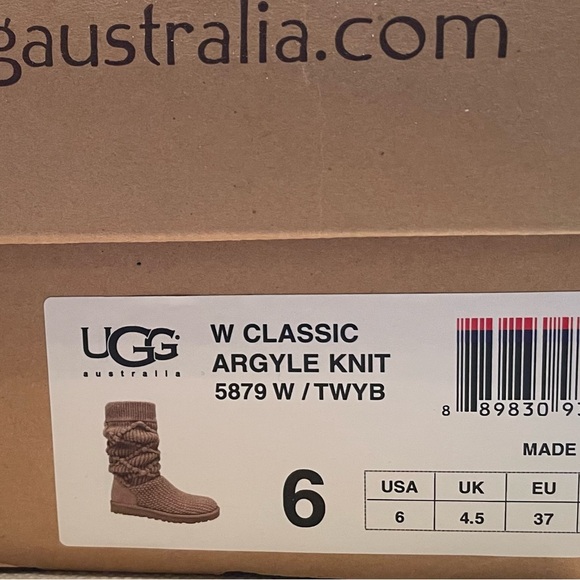 gaustralia.com
UGG
australia
W CLASSIC
ARGYLE KNIT
5879 W / TWYB
8 89830 93
MADE
6
USA UK EU
6 4.5 37